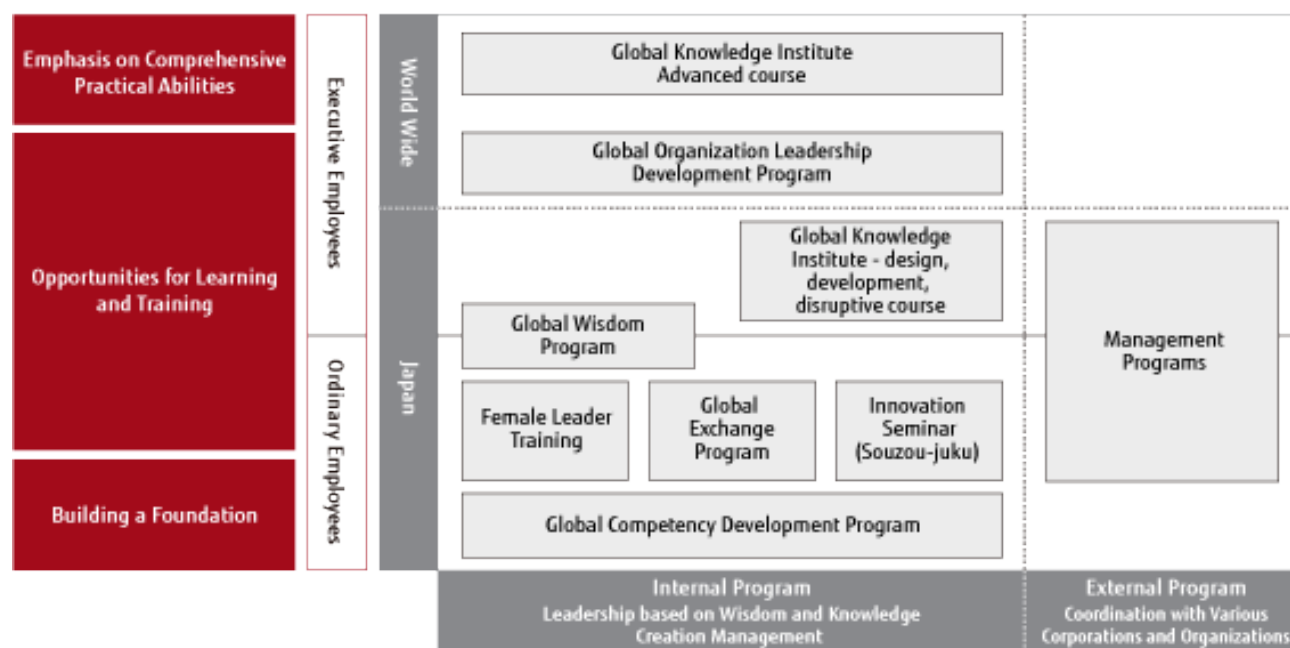 Emphasis on Comprehensive
Practical Abilities
Opportunities for Learning
and Training
Building a Foundation
Executive Employees
Ordinary Employees
World Wide
Japan
Global Knowledge Institute
Advanced course
Global Organization Leadership
Development Program
Global Knowledge
Institute - design,
development,
disruptive course
Global Wisdom
Program
Female Leader
Training
Global
Exchange
Program
Innovation
Seminar
(Souzou-juku)
Global Competency Development Program
Management
Programs
Internal Program
Leadership based on Wisdom and Knowledge
Creation Management
External Program
Coordination with Various
Corporations and Organizations